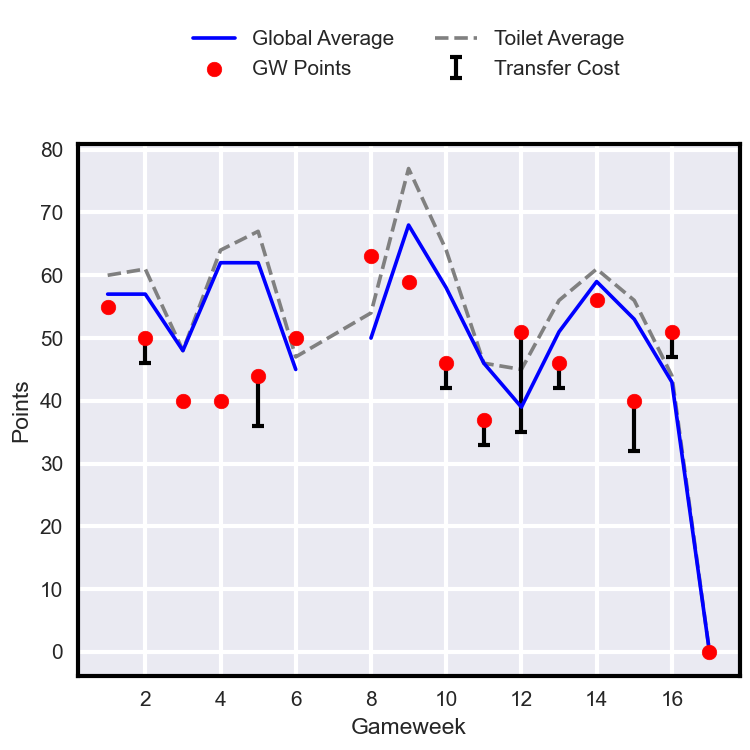 Global Average
Toilet Average
GW Points
Transfer Cost
80
70
60
50
40
30
20
10
0
Points
2 4 6 8 10 12 14 16
Gameweek